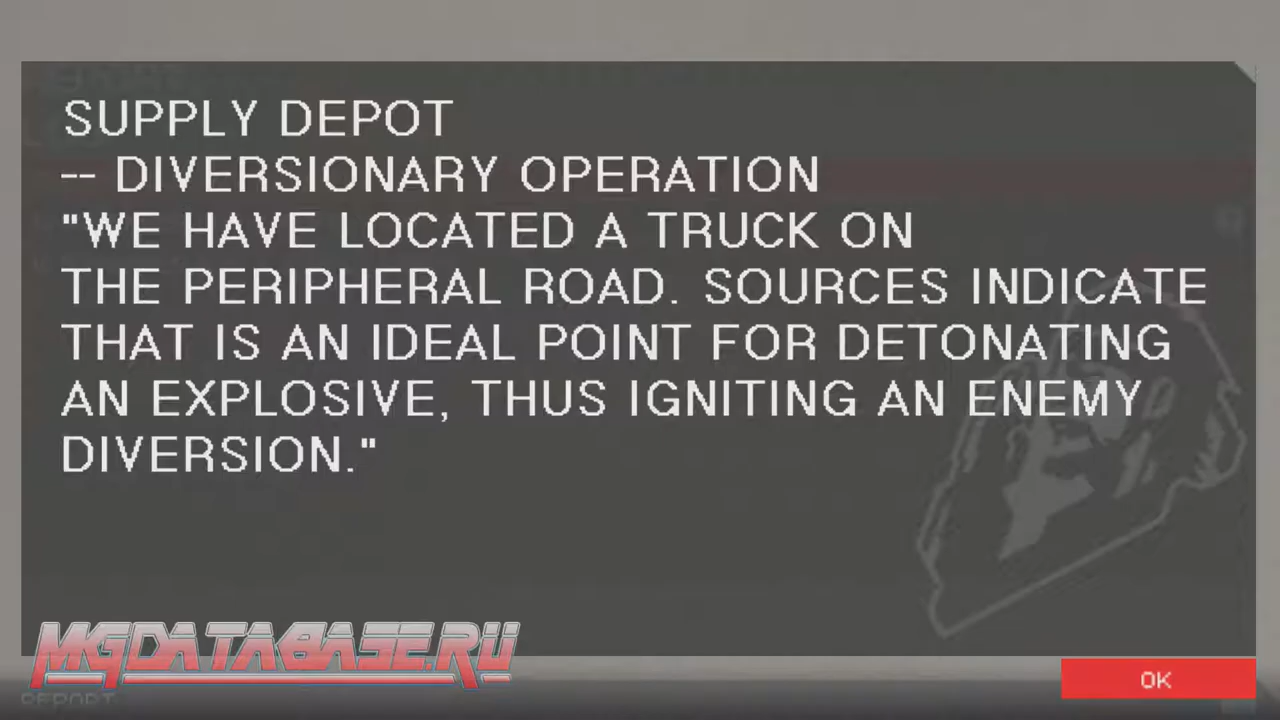 SUPPLY DEPOT
-- DIVERSIONARY OPERATION
"WE HAVE LOCATED A TRUCK ON
THE PERIPHERAL ROAD. SOURCES INDICATE
THAT IS AN IDEAL POINT FOR DETONATING
AN EXPLOSIVE, THUS IGNITING AN ENEMY
DIVERSION."
MGDATABASE.RU
OK
REPORT